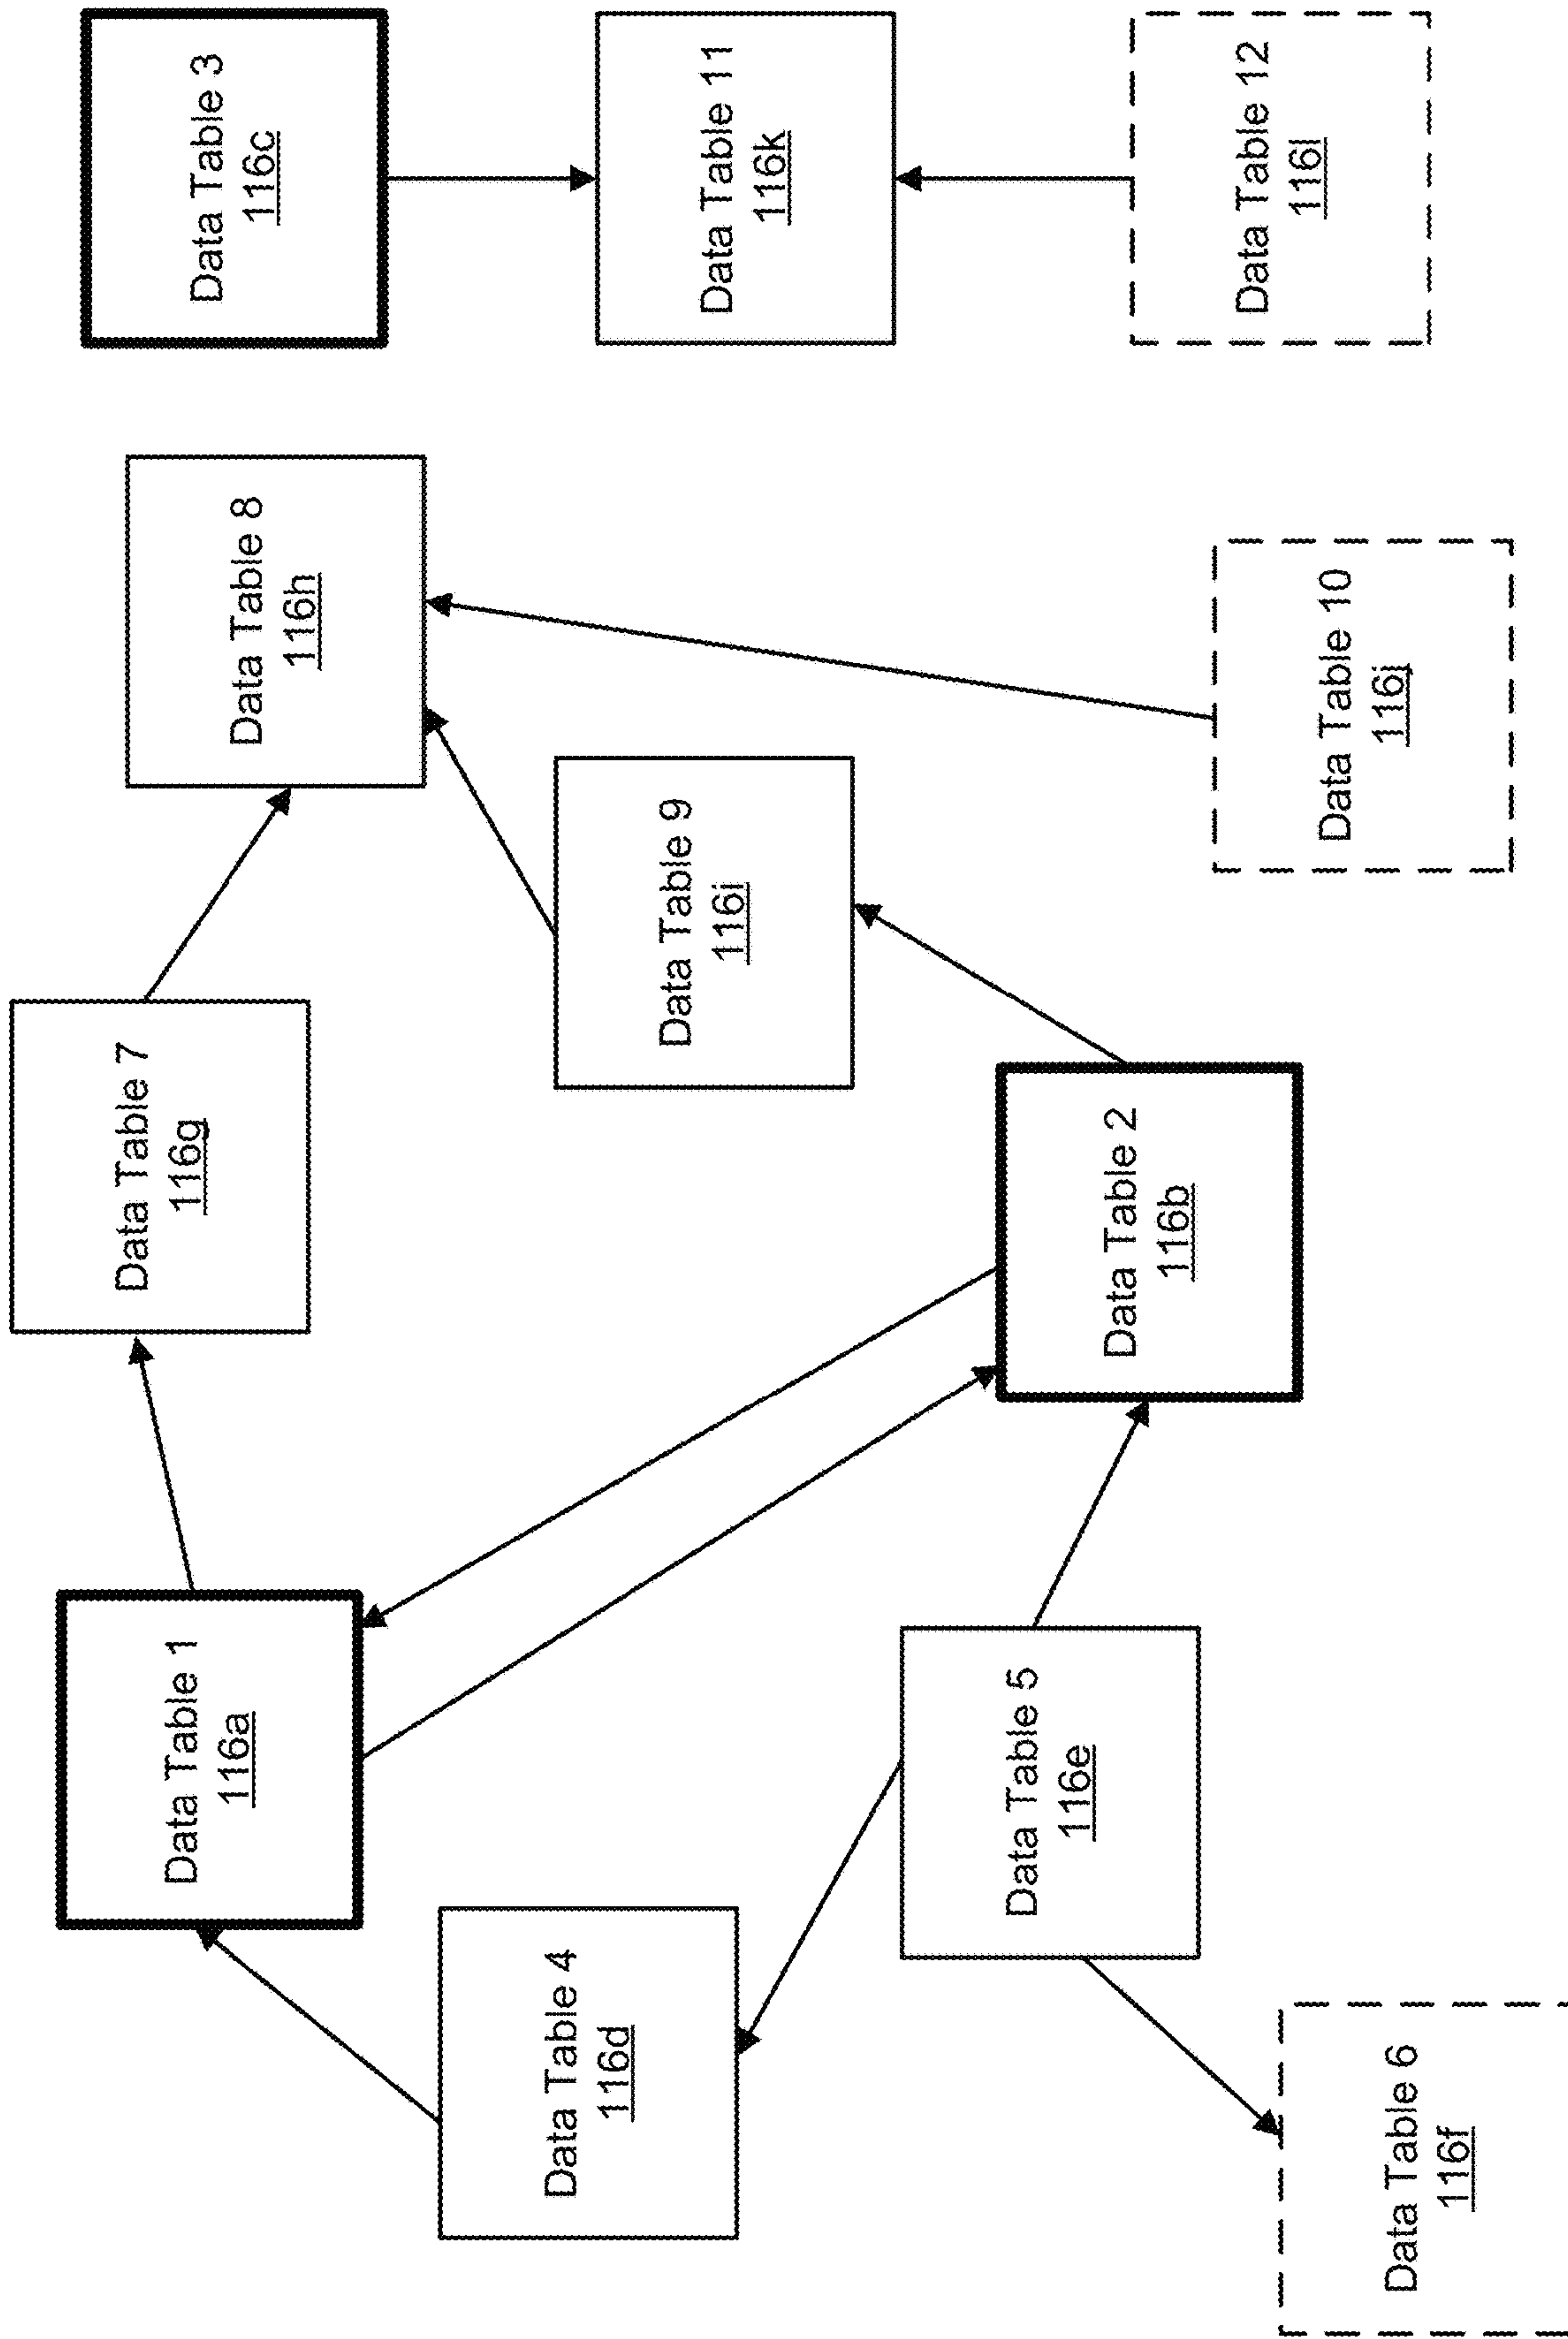 Data Table 1
116a
Data Table 7
116g
Data Table 8
116h
Data Table 3
116c
Data Table 4
116d
Data Table 9
116i
Data Table 11
116k
Data Table 5
116e
Data Table 2
116b
Data Table 6
116f
Data Table 10
116j
Data Table 12
116l